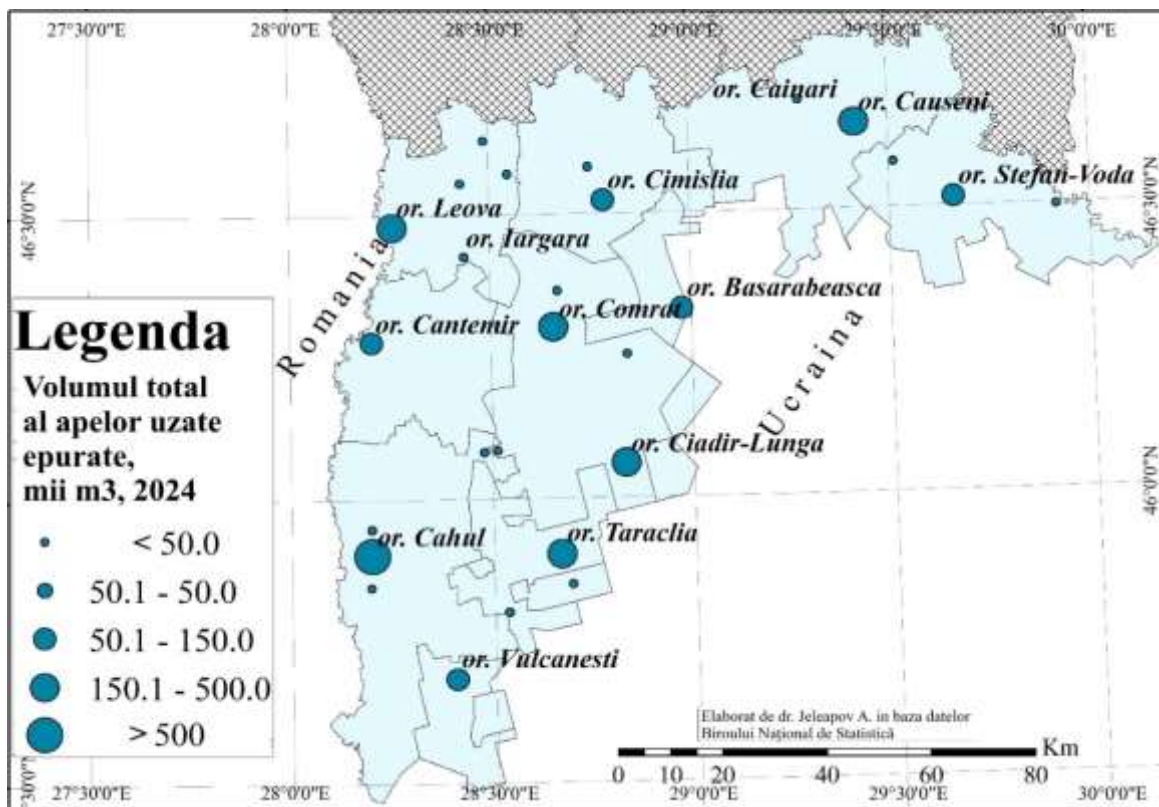 27°30'0"E 28°0'0"E 28°30'0"E 29°0'0"E 29°30'0"E 30°0'0"E
or. Cainari
or. Causeni
or. Cimislia
or. Stefan-Voda
46°30'0"N
46°30'0"N
or. Leova
or. Iargara
Romania
or. Basarabeasca
or. Comrat
or. Cantemir
Ucraina
or. Ciadir-Lunga
46°0'0"N
or. Taraclia
or. Cahul
or. Vulcanesti
Legenda
Volumul total
al apelor uzate
epurate,
mii m3, 2024
< 50.0
50.1 - 50.0
50.1 - 150.0
150.1 - 500.0
> 500
Elaborat de dr. Jeleapov A. in baza datelor
Biroului Național de Statistică
Km
0 10 20 40 60 80
27°30'0"E 28°0'0"E 28°30'0"E 29°0'0"E 29°30'0"E 30°0'0"E